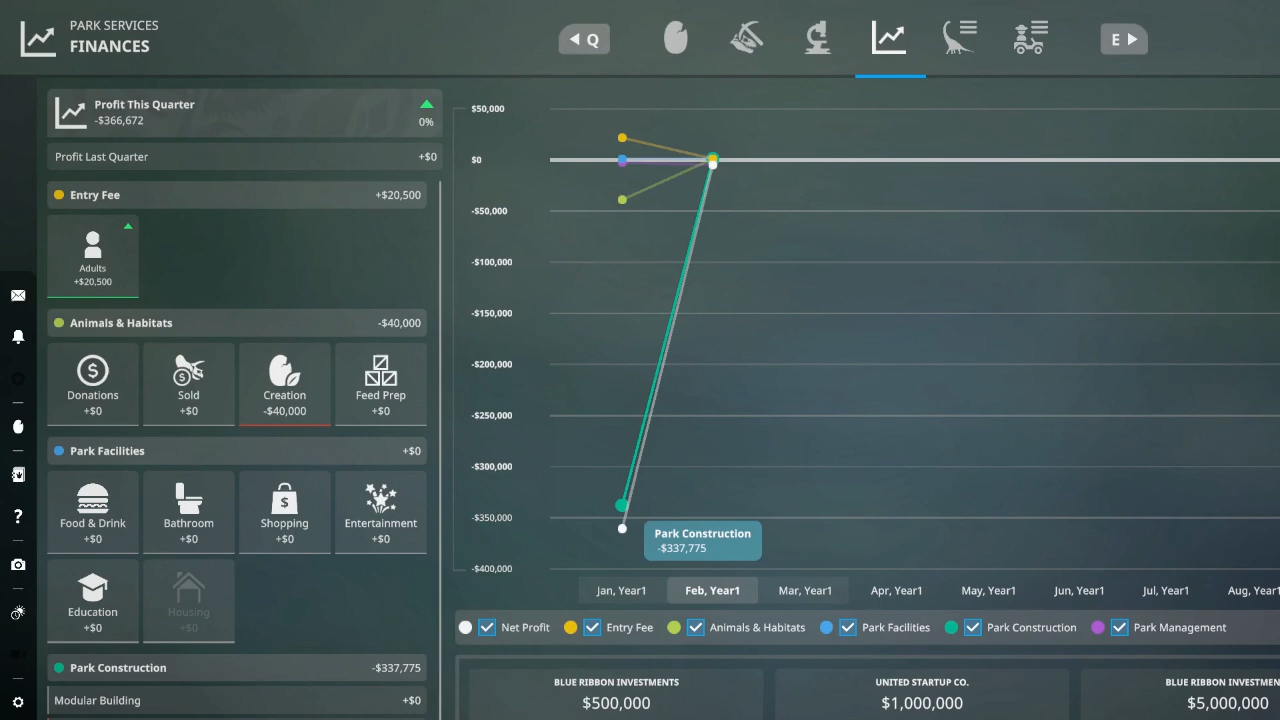 PARK SERVICES
FINANCES
Q
E
Profit This Quarter
-$366,672
0%
Profit Last Quarter +$0
Entry Fee +$20,500
Adults
+$20,500
Animals & Habitats -$40,000
Donations Sold Creation Feed Prep
+$0 +$0 -$40,000 +$0
Park Facilities +$0
Food & Drink Bathroom Shopping Entertainment
+$0 +$0 +$0 +$0
Education Housing
+$0 +$0
Park Construction -$337,775
Modular Building +$0
$50,000
$0
-$50,000
-$100,000
-$150,000
-$200,000
-$250,000
-$300,000
-$350,000
-$400,000
Park Construction
-$337,775
Jan, Year1 Feb, Year1 Mar, Year1 Apr, Year1 May, Year1 Jun, Year1 Jul, Year1 Aug, Year1
Net Profit Entry Fee Animals & Habitats Park Facilities Park Construction Park Management
BLUE RIBBON INVESTMENTS UNITED STARTUP CO. BLUE RIBBON INVESTMEN
$500,000 $1,000,000 $5,000,000